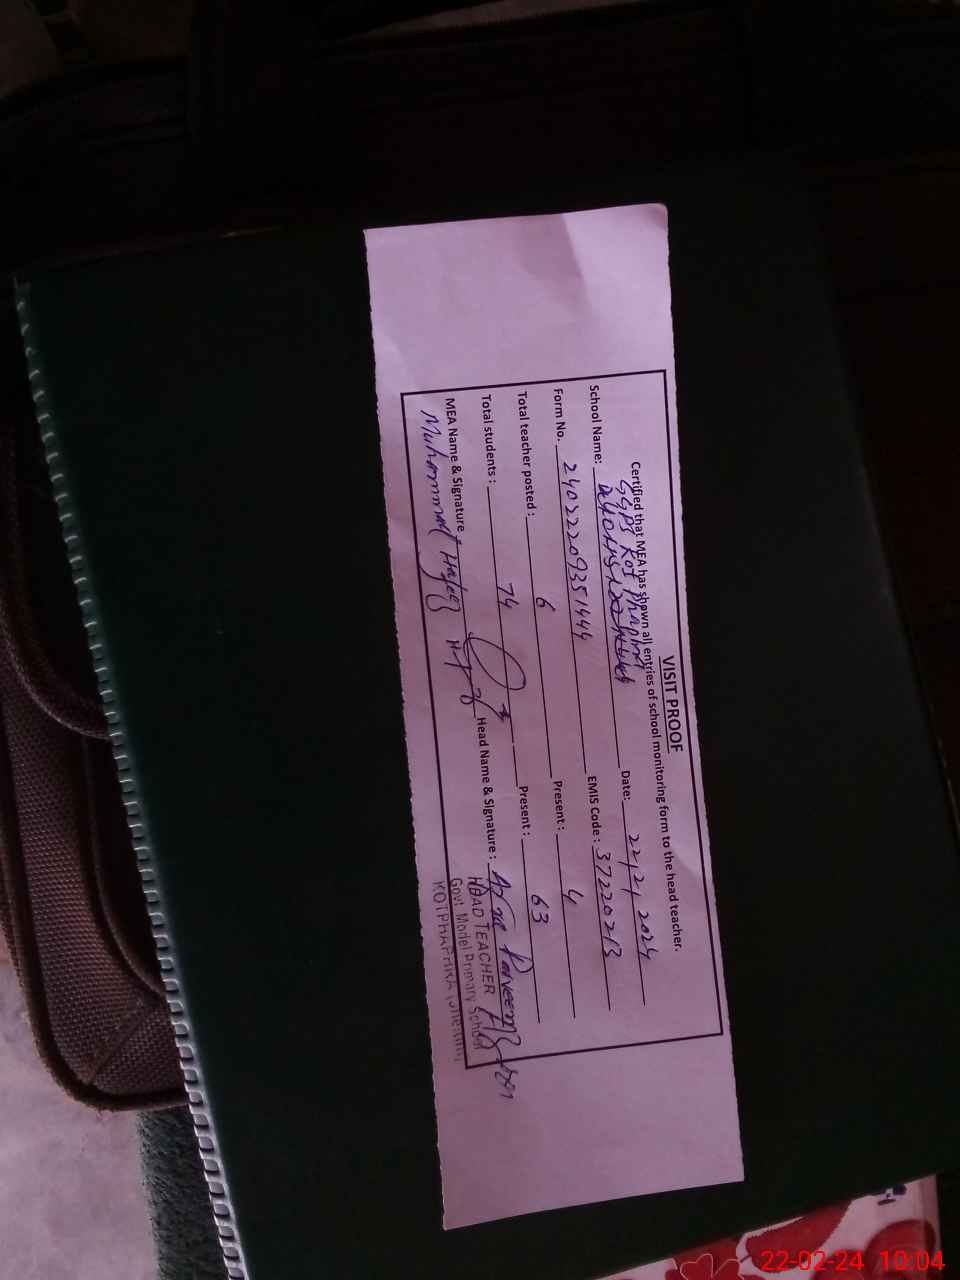 VISIT PROOF
Certified that MEA has shown all entries of school monitoring form to the head teacher.
GGPS Kot Phaphra
School Name: Date: 22/2/ 2024
Form No. 24022209351444 EMIS Code : 37220213
Total teacher posted : 6 Present : 4
Total students : 74 Present : 63
MEA Name & Signature Head Name & Signature : Parveen
Muhammad Hafeez
HEAD TEACHER
Govt. Model Primary School
KOTPHAPHRA
22-02-24 10:04